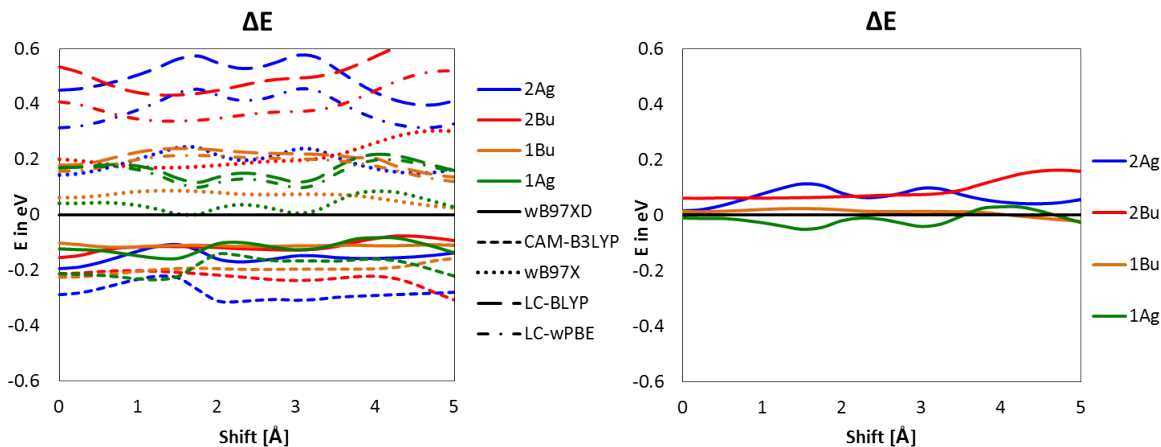 ΔE
0.6
0.4
0.2
0
-0.2
-0.4
-0.6
E in eV
0 1 2 3 4 5
Shift [Å]
2Ag
2Bu
1Bu
1Ag
wB97XD
CAM-B3LYP
wB97X
LC-BLYP
LC-wPBE
ΔE
0.6
0.4
0.2
0
-0.2
-0.4
-0.6
E in eV
0 1 2 3 4 5
Shift [Å]
2Ag
2Bu
1Bu
1Ag